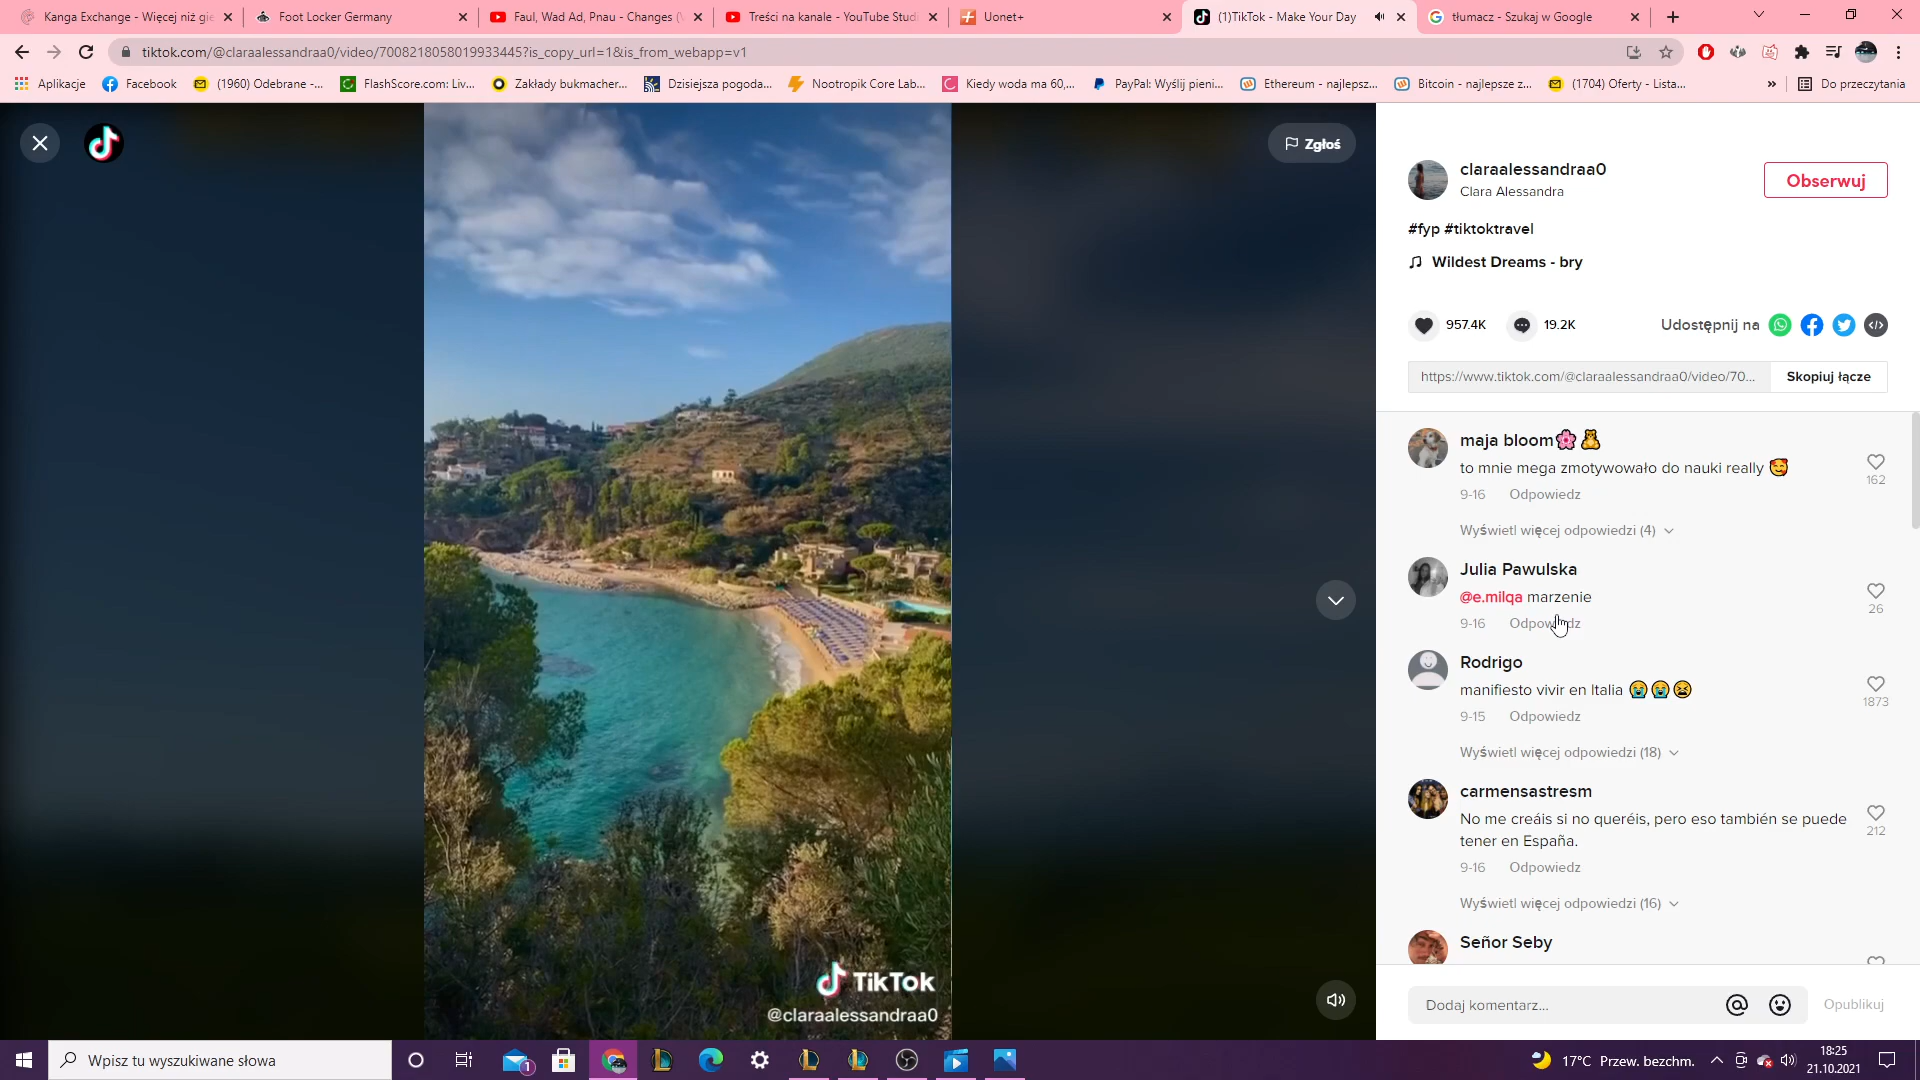 Kanga Exchange - Więcej niż gie
Foot Locker Germany
Faul, Wad Ad, Pnau - Changes (
Treści na kanale - YouTube Stud
Uonet+
(1)TikTok - Make Your Day
tłumacz - Szukaj w Google
tiktok.com/@claraalessandraa0/video/7008218058019933445?is_copy_url=1&is_from_webapp=v1
Aplikacje
Facebook
(1960) Odebrane -...
FlashScore.com: Liv...
Zakłady bukmacher...
Dzisiejsza pogoda...
Nootropik Core Lab...
Kiedy woda ma 60,...
PayPal: Wyślij pieni...
Ethereum - najlepsz...
Bitcoin - najlepsze z...
(1704) Oferty - Lista...
»
Do przeczytania
Zgłoś
claraalessandraa0
Clara Alessandra
Obserwuj
#fyp #tiktoktravel
Wildest Dreams - bry
957.4K
19.2K
Udostępnij na
https://www.tiktok.com/@claraalessandraa0/video/70...
Skopiuj łącze
maja bloom🌸🧸
to mnie mega zmotywowało do nauki really 🥰
162
9-16 Odpowiedz
Wyświetl więcej odpowiedzi (4)
Julia Pawulska
@e.milqa marzenie
26
9-16 Odpowiedz
Rodrigo
manifiesto vivir en Italia 😭😭😫
1873
9-15 Odpowiedz
Wyświetl więcej odpowiedzi (18)
carmensastresm
No me creáis si no queréis, pero eso también se puede
tener en España.
212
9-16 Odpowiedz
Wyświetl więcej odpowiedzi (16)
Señor Seby
TikTok
@claraalessandraa0
Dodaj komentarz...
Opublikuj
Wpisz tu wyszukiwane słowa
1
17°C Przew. bezchm.
18:25
21.10.2021